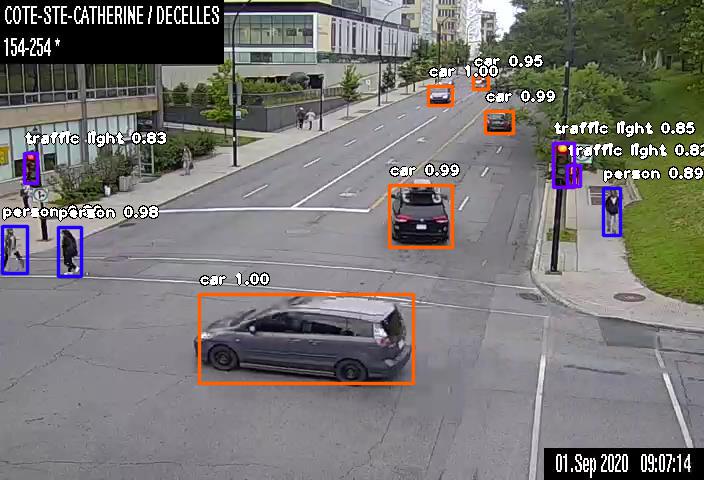 COTE-STE-CATHERINE / DECELLES
154-254 *
car 0.95
car 1.00
car 0.99
traffic light 0.83
traffic light 0.85
traffic light 0.82
car 0.99
person 0.89
person
person 0.98
car 1.00
01.Sep 2020 09:07:14